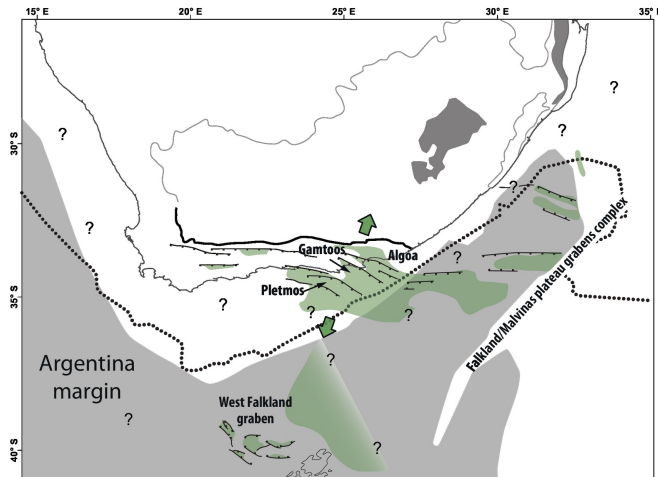 15°E
20°E
25°E
30°E
35°E
?
?
?
30°S
?
?
?
Gamtoos
Algoa
?
Pletmos
35°S
?
?
?
Falkland/Malvinas plateau grabens complex
?
Argentina
margin
West Falkland
graben
?
?
40°S